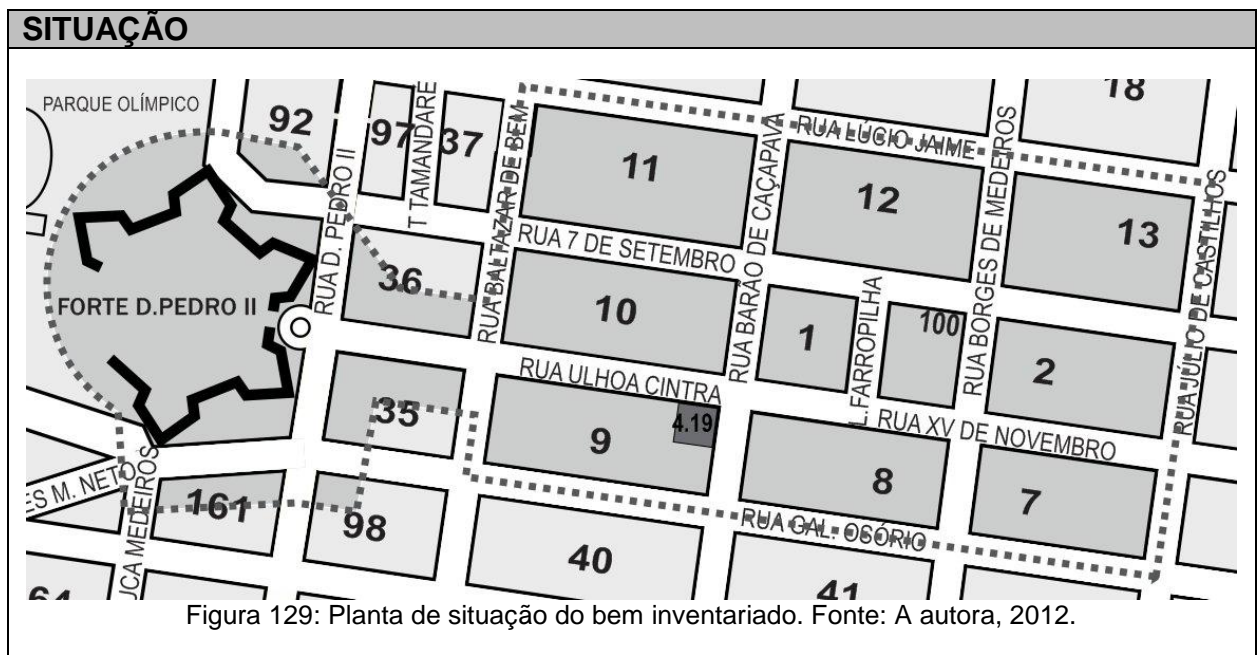 SITUAÇÃO
PARQUE OLÍMPICO
92
97
37
18
T TAMANDARE
RUA D. PEDRO II
RUA BALTAZAR DE BEM
11
RUA LÚCIO JAIME
12
13
RUA BARÃO DE CAÇAPAVA
RUA BORGES DE MEDEIROS
RUA JÚLIO DE CASTILHOS
RUA 7 DE SETEMBRO
FORTE D.PEDRO II
36
10
1
L.FARROPILHA
100
2
RUA ULHOA CINTRA
35
9
4.19
RUA XV DE NOVEMBRO
8
7
ES M. NETO
UCA MEDEIROS
161
98
40
RUA GAL. OSÓRIO
41
64
Figura 129: Planta de situação do bem inventariado. Fonte: A autora, 2012.